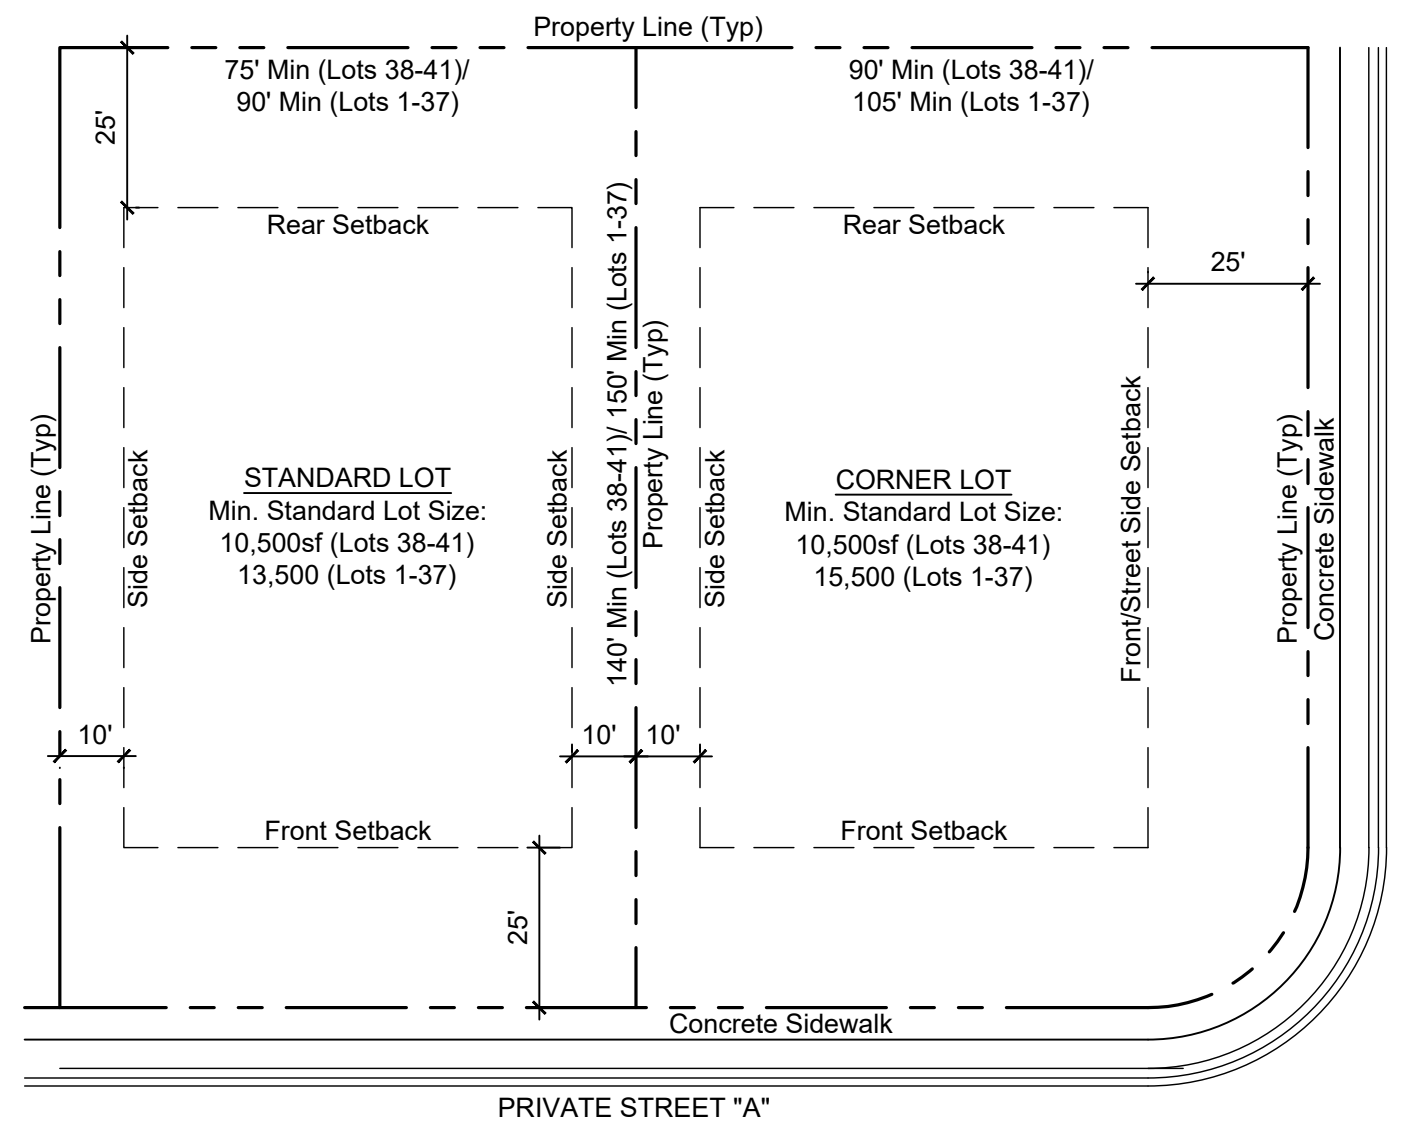 Property Line (Typ)
75' Min (Lots 38-41)/
90' Min (Lots 1-37)
90' Min (Lots 38-41)/
105' Min (Lots 1-37)
25'
Rear Setback
Rear Setback
25'
140' Min (Lots 38-41)/ 150' Min (Lots 1-37)
Property Line (Typ)
Property Line (Typ)
Side Setback
STANDARD LOT
Min. Standard Lot Size:
10,500sf (Lots 38-41)
13,500 (Lots 1-37)
Side Setback
Side Setback
CORNER LOT
Min. Standard Lot Size:
10,500sf (Lots 38-41)
15,500 (Lots 1-37)
Front/Street Side Setback
Property Line (Typ)
Concrete Sidewalk
10'
10'
10'
Front Setback
Front Setback
25'
Concrete Sidewalk
PRIVATE STREET "A"